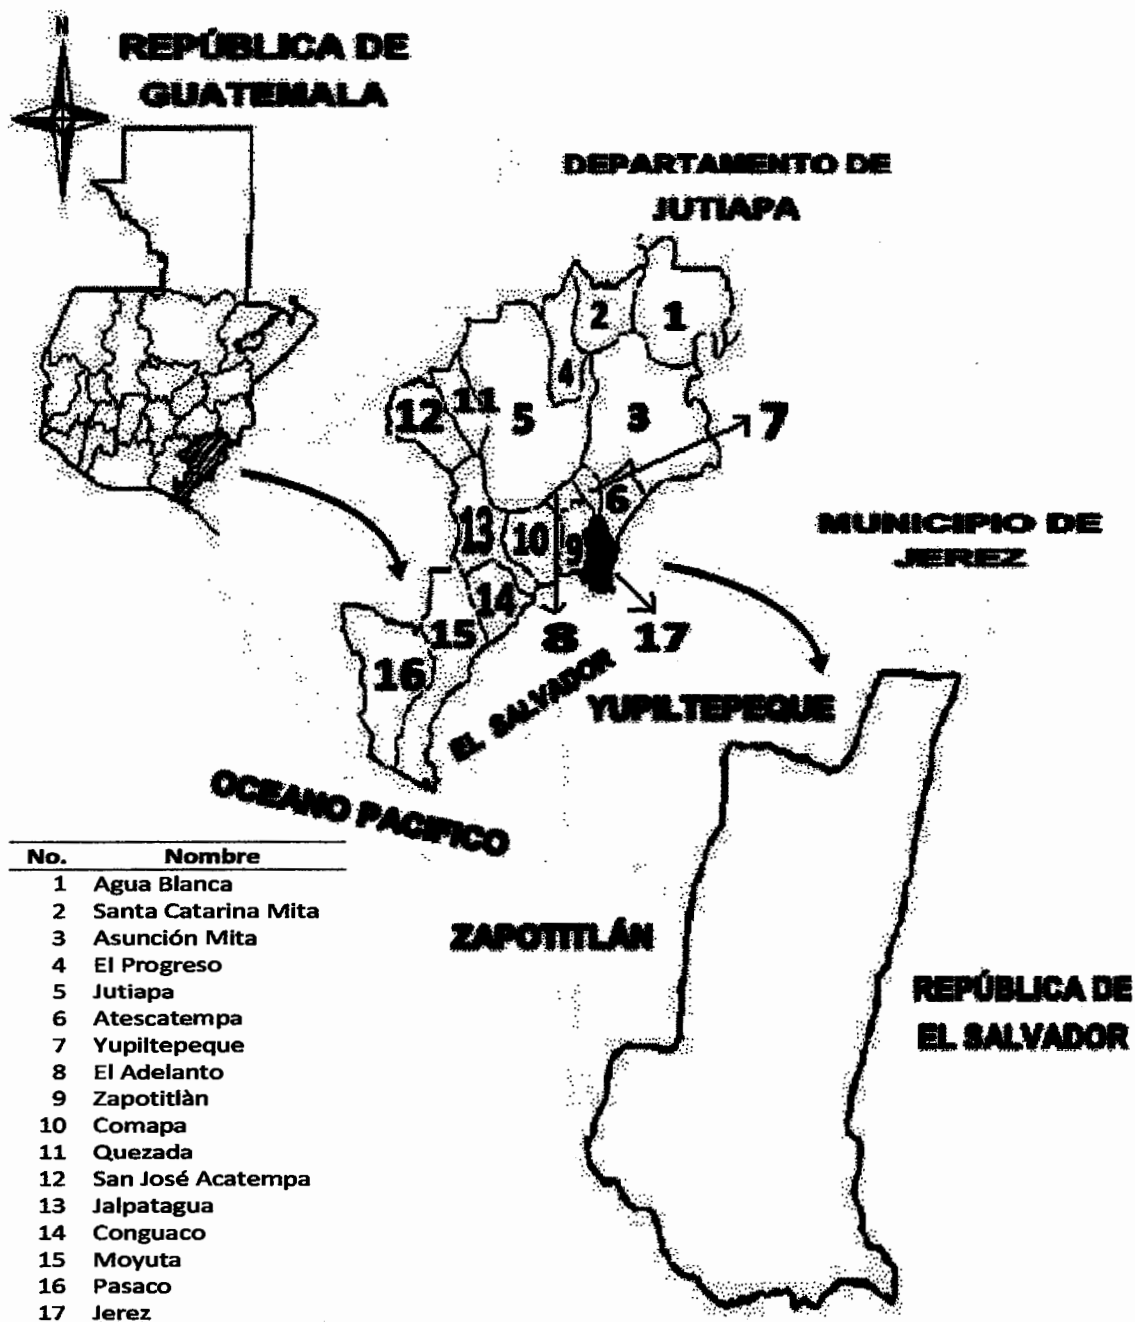 N
REPÚBLICA DE
GUATEMALA
DEPARTAMENTO DE
JUTIAPA
1
2
3
4
5
6
7
8
9
10
11
12
13
14
15
16
17
MUNICIPIO DE
JEREZ
EL SALVADOR
OCEANO PACIFICO
YUPILTEPEQUE
ZAPOTITLÁN
REPÚBLICA DE
EL SALVADOR
No. Nombre
1 Agua Blanca
2 Santa Catarina Mita
3 Asunción Mita
4 El Progreso
5 Jutiapa
6 Atescatempa
7 Yupiltepeque
8 El Adelanto
9 Zapotitlàn
10 Comapa
11 Quezada
12 San José Acatempa
13 Jalpatagua
14 Conguaco
15 Moyuta
16 Pasaco
17 Jerez